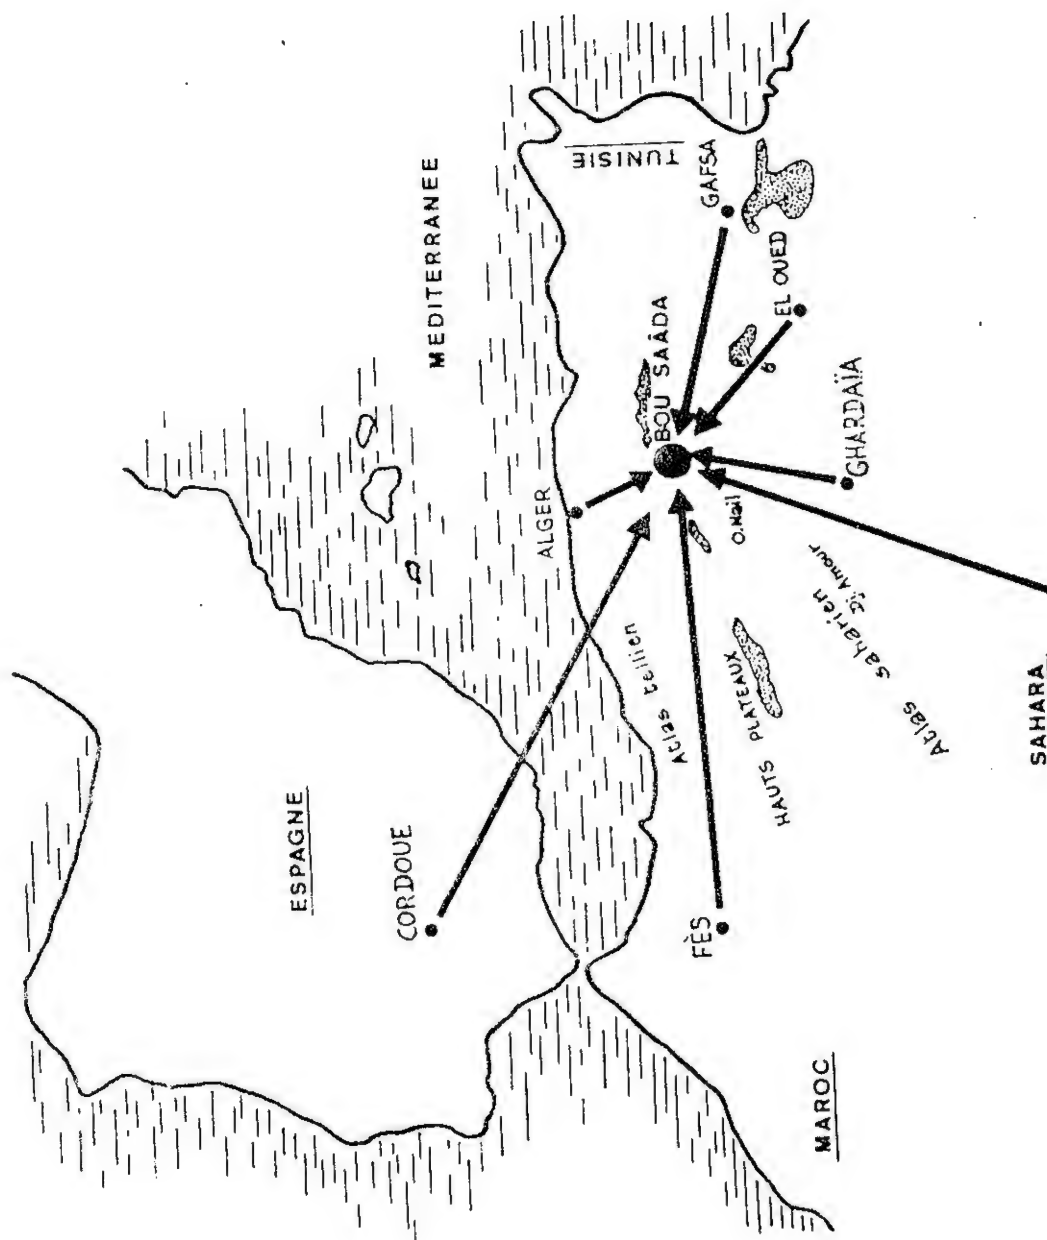 MEDITERRANEE
TUNISIE
GAFSA
EL OUED
BOU SAÂDA
GHARDAÏA
ALGER
O.Naïl
Dj. Amour
Atlas saharien
Atlas tellien
HAUTS PLATEAUX
SAHARA
ESPAGNE
CORDOUE
FÈS
MAROC